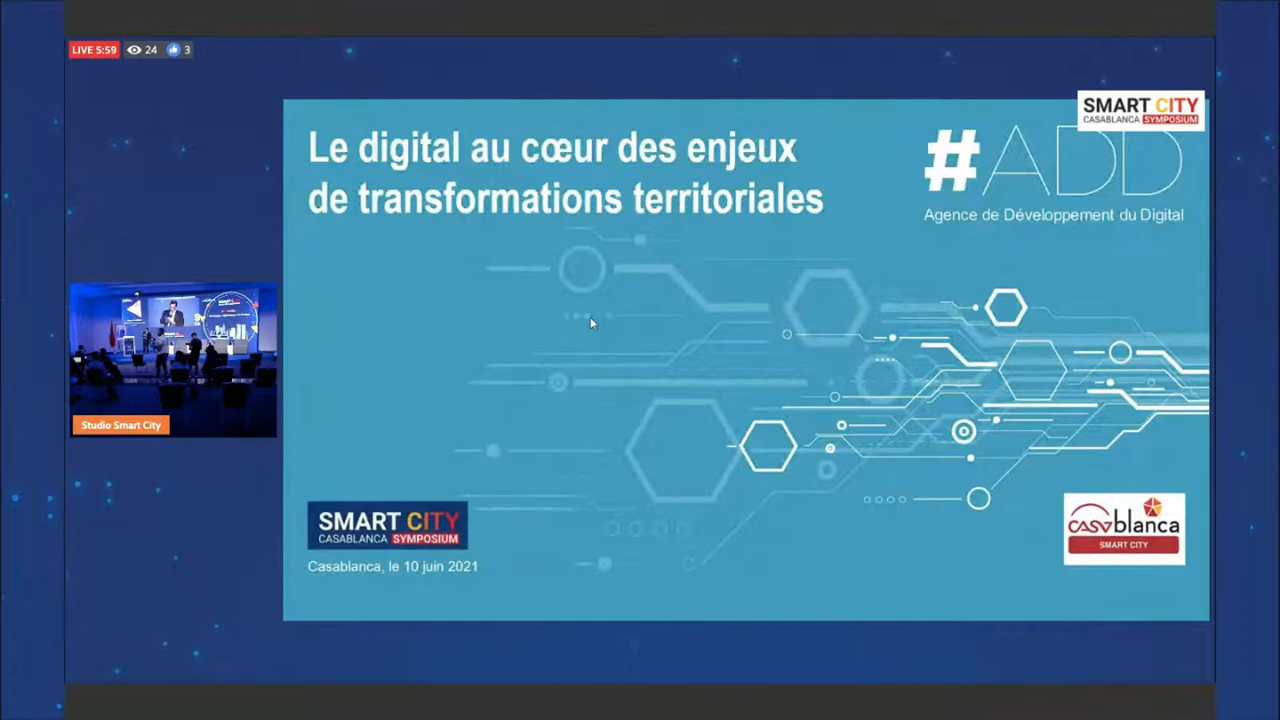 LIVE 5:59 24 3
SMART CITY
CASABLANCA SYMPOSIUM
Le digital au cœur des enjeux
de transformations territoriales
#ADD
Agence de Développement du Digital
Studio Smart City
SMART CITY
CASABLANCA SYMPOSIUM
Casablanca, le 10 juin 2021
casablanca
SMART CITY